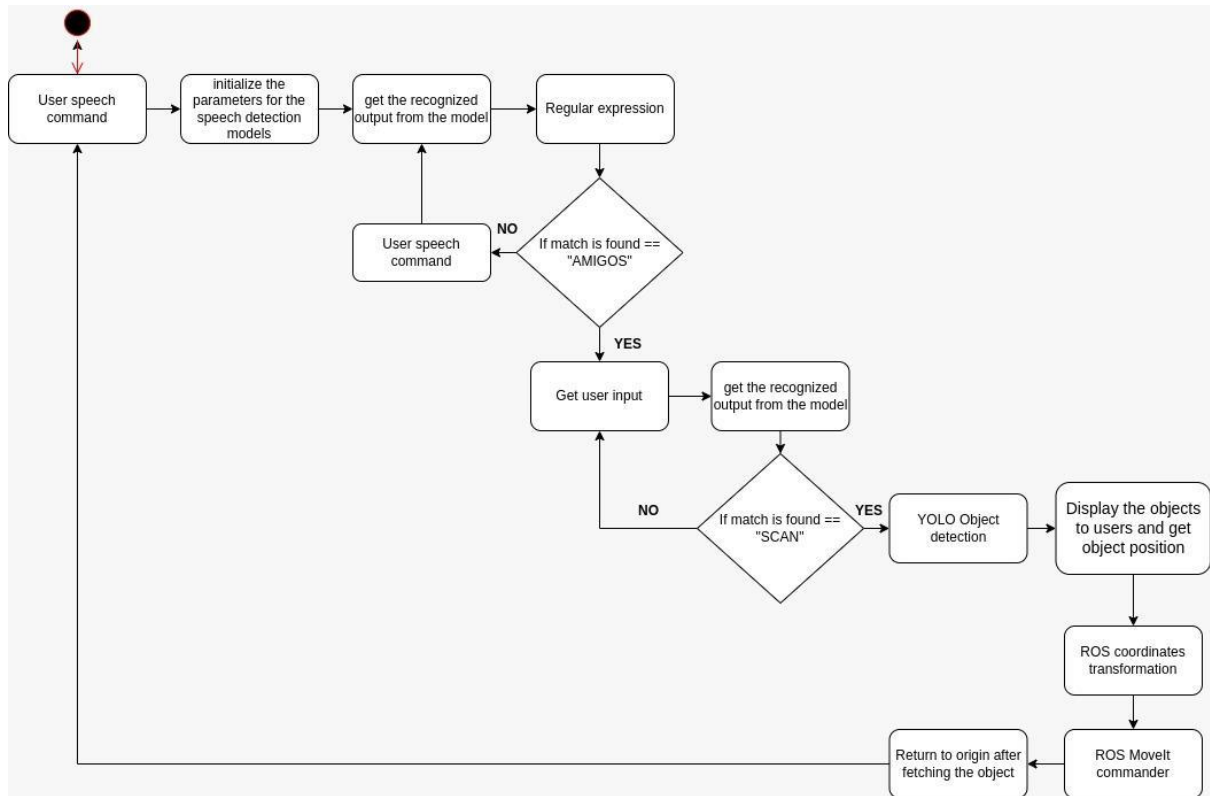 User speech
command
initialize the
parameters for the
speech detection
models
get the recognized
output from the model
Regular expression
If match is found ==
"AMIGOS"
NO
User speech
command
YES
Get user input
get the recognized
output from the model
If match is found ==
"SCAN"
NO
YES
YOLO Object
detection
Display the objects
to users and get
object position
ROS coordinates
transformation
ROS MoveIt
commander
Return to origin after
fetching the object